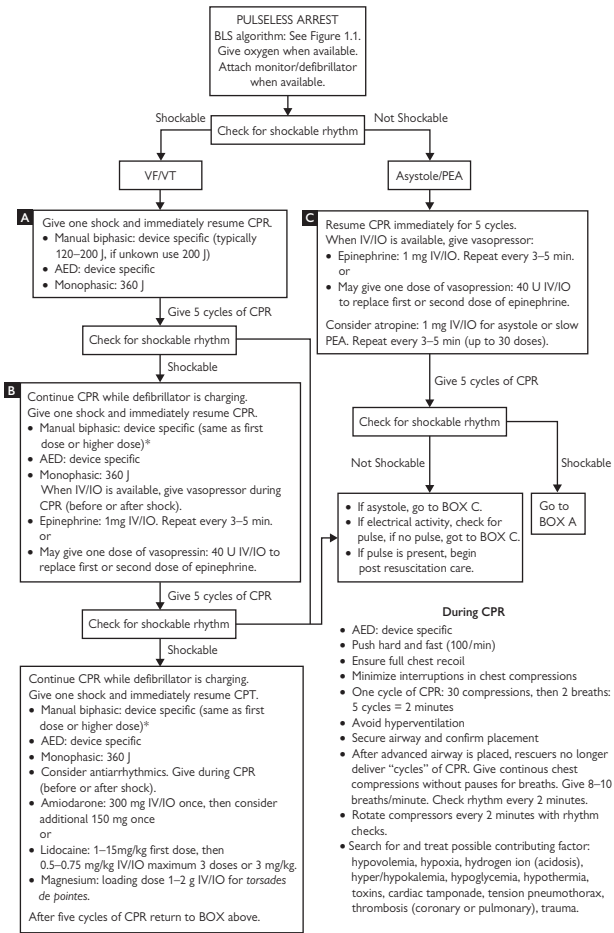 PULSELESS ARREST
BLS algorithm: See Figure 1.1.
Give oxygen when available.
Attach monitor/defibrillator
when available.
Shockable
Not Shockable
Check for shockable rhythm
VF/VT
Asystole/PEA
A
Give one shock and immediately resume CPR.
• Manual biphasic: device specific (typically
120–200 J, if unkown use 200 J)
• AED: device specific
• Monophasic: 360 J
Give 5 cycles of CPR
Check for shockable rhythm
Shockable
B
Continue CPR while defibrillator is charging.
Give one shock and immediately resume CPR.
• Manual biphasic: device specific (same as first
dose or higher dose)*
• AED: device specific
• Monophasic: 360 J
When IV/IO is available, give vasopressor during
CPR (before or after shock).
• Epinephrine: 1mg IV/IO. Repeat every 3–5 min.
or
• May give one dose of vasopressin: 40 U IV/IO to
replace first or second dose of epinephrine.
Give 5 cycles of CPR
Check for shockable rhythm
Shockable
Continue CPR while defibrillator is charging.
Give one shock and immediately resume CPT.
• Manual biphasic: device specific (same as first
dose or higher dose)*
• AED: device specific
• Monophasic: 360 J
• Consider antiarrhythmics. Give during CPR
(before or after shock).
• Amiodarone: 300 mg IV/IO once, then consider
additional 150 mg once
or
• Lidocaine: 1–15mg/kg first dose, then
0.5–0.75 mg/kg IV/IO maximum 3 doses or 3 mg/kg.
• Magnesium: loading dose 1–2 g IV/IO for torsades
de pointes.
After five cycles of CPR return to BOX above.
C
Resume CPR immediately for 5 cycles.
When IV/IO is available, give vasopressor:
• Epinephrine: 1 mg IV/IO. Repeat every 3–5 min.
or
• May give one dose of vasopression: 40 U IV/IO
to replace first or second dose of epinephrine.
Consider atropine: 1 mg IV/IO for asystole or slow
PEA. Repeat every 3–5 min (up to 30 doses).
Give 5 cycles of CPR
Check for shockable rhythm
Not Shockable
Shockable
• If asystole, go to BOX C.
• If electrical activity, check for
pulse, if no pulse, got to BOX C.
• If pulse is present, begin
post resuscitation care.
Go to
BOX A
During CPR
• AED: device specific
• Push hard and fast (100/min)
• Ensure full chest recoil
• Minimize interruptions in chest compressions
• One cycle of CPR: 30 compressions, then 2 breaths:
5 cycles = 2 minutes
• Avoid hyperventilation
• Secure airway and confirm placement
• After advanced airway is placed, rescuers no longer
deliver “cycles” of CPR. Give continous chest
compressions without pauses for breaths. Give 8–10
breaths/minute. Check rhythm every 2 minutes.
• Rotate compressors every 2 minutes with rhythm
checks.
• Search for and treat possible contributing factor:
hypovolemia, hypoxia, hydrogen ion (acidosis),
hyper/hypokalemia, hypoglycemia, hypothermia,
toxins, cardiac tamponade, tension pneumothorax,
thrombosis (coronary or pulmonary), trauma.